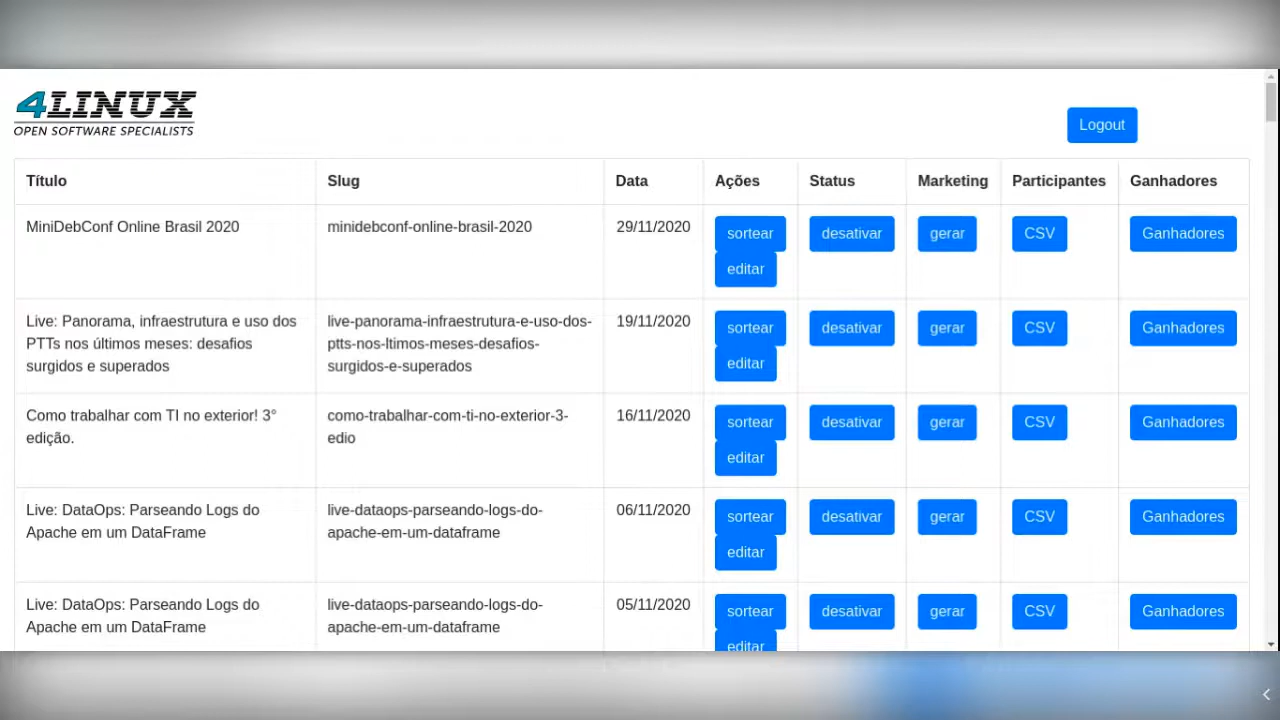 4LINUX
OPEN SOFTWARE SPECIALISTS
Logout
Título Slug Data Ações Status Marketing Participantes Ganhadores
MiniDebConf Online Brasil 2020 minidebconf-online-brasil-2020 29/11/2020 sortear desativar gerar CSV Ganhadores
editar
Live: Panorama, infraestrutura e uso dos live-panorama-infraestrutura-e-uso-dos- 19/11/2020 sortear desativar gerar CSV Ganhadores
PTTs nos últimos meses: desafios ptts-nos-ltimos-meses-desafios-
surgidos e superados surgidos-e-superados editar
Como trabalhar com TI no exterior! 3° como-trabalhar-com-ti-no-exterior-3- 16/11/2020 sortear desativar gerar CSV Ganhadores
edição. edio
editar
Live: DataOps: Parseando Logs do live-dataops-parseando-logs-do- 06/11/2020 sortear desativar gerar CSV Ganhadores
Apache em um DataFrame apache-em-um-dataframe
editar
Live: DataOps: Parseando Logs do live-dataops-parseando-logs-do- 05/11/2020 sortear desativar gerar CSV Ganhadores
Apache em um DataFrame apache-em-um-dataframe
editar